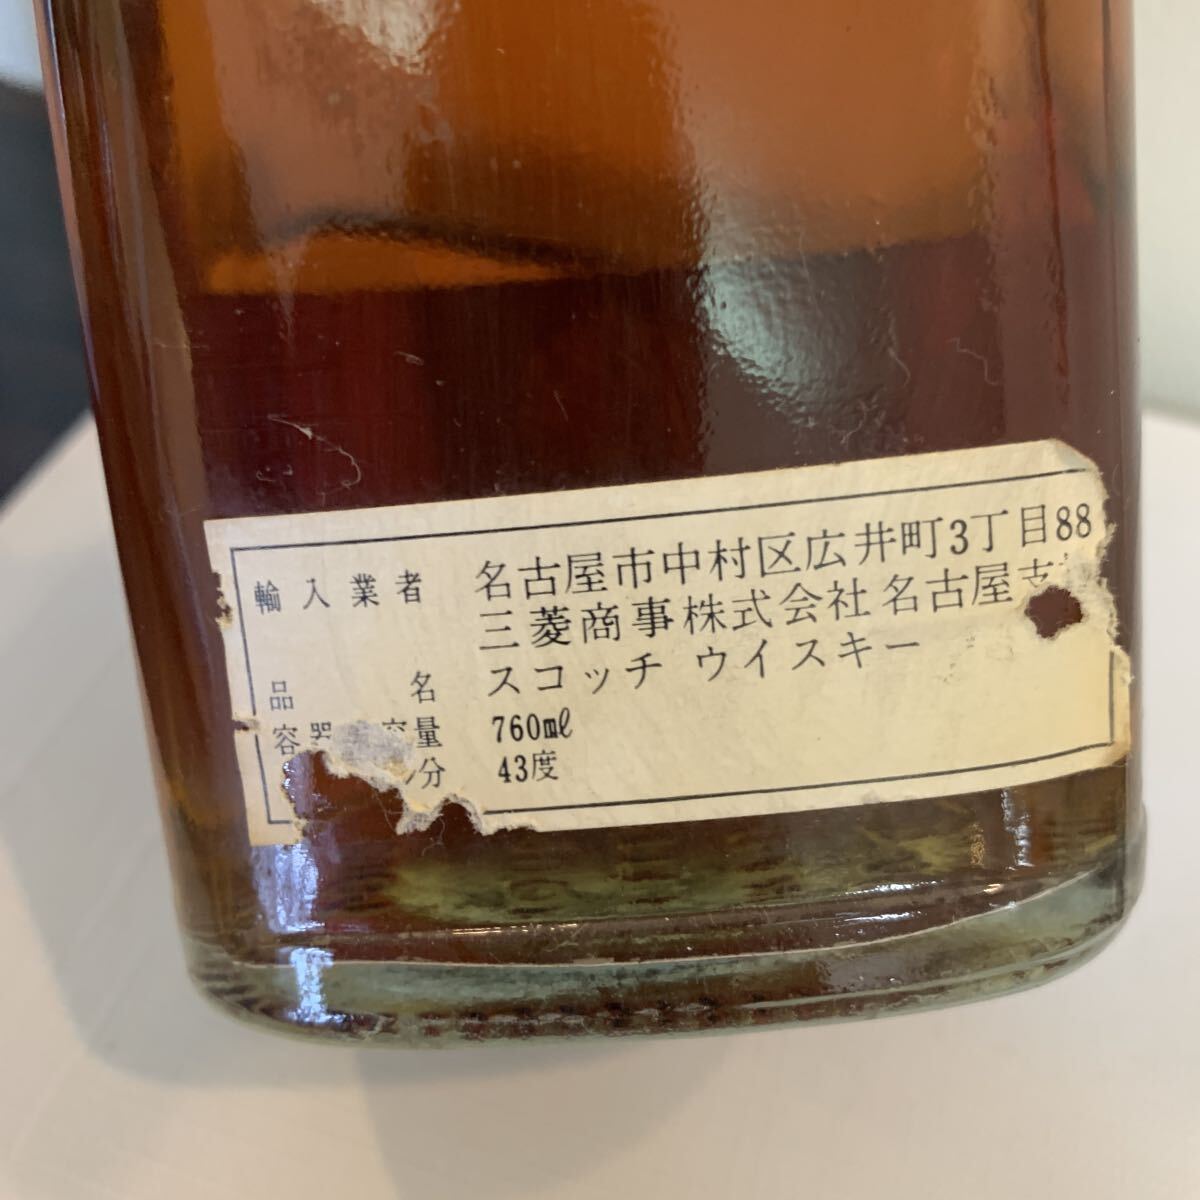 輸入業者 名古屋市中村区広井町3丁目88
三菱商事株式会社 名古屋支
品名 スコッチ ウイスキー
容器 容量 760㎖
分 43度